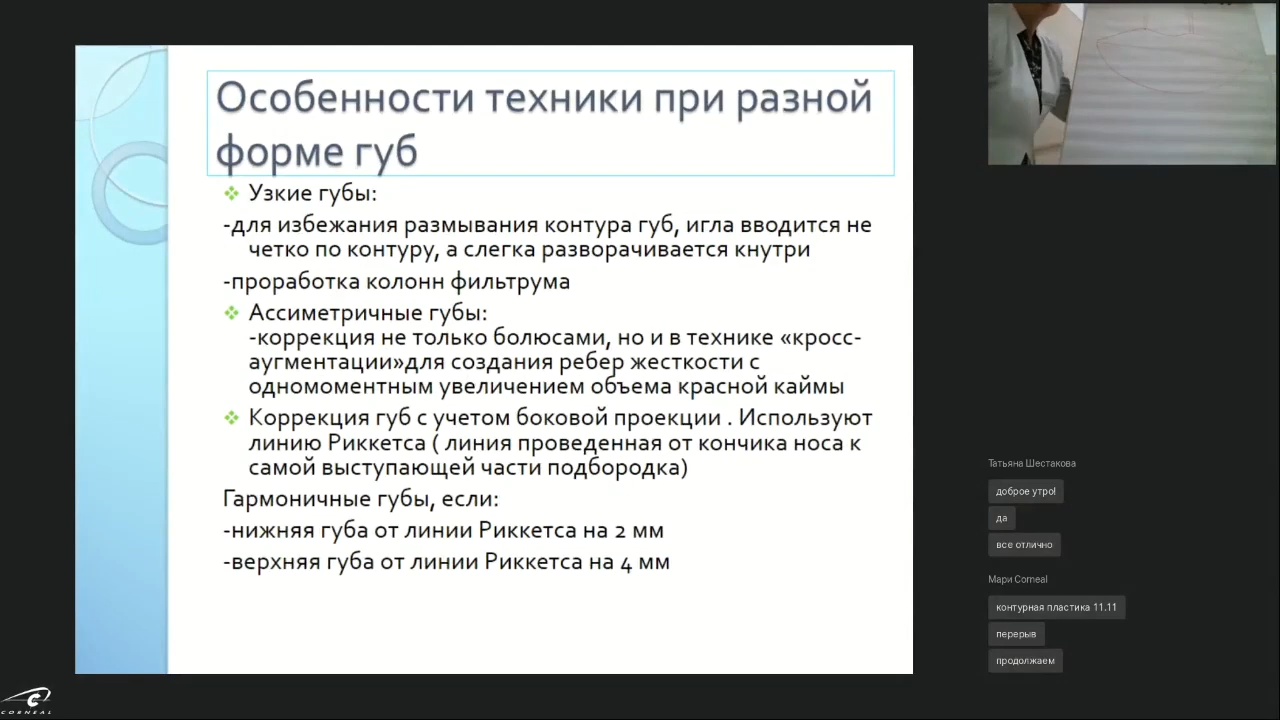 Особенности техники при разной
форме губ
Узкие губы:
-для избежания размывания контура губ, игла вводится не
четко по контуру, а слегка разворачивается кнутри
-проработка колонн фильтрума
Ассиметричные губы:
-коррекция не только болюсами, но и в технике «кросс-
аугментации»для создания ребер жесткости с
одномоментным увеличением объема красной каймы
Коррекция губ с учетом боковой проекции . Используют
линию Риккетса ( линия проведенная от кончика носа к
самой выступающей части подбородка)
Гармоничные губы, если:
-нижняя губа от линии Риккетса на 2 мм
-верхняя губа от линии Риккетса на 4 мм
Татьяна Шестакова
доброе утро!
да
все отлично
Мари Corneal
контурная пластика 11.11
перерыв
продолжаем
CORNEAL